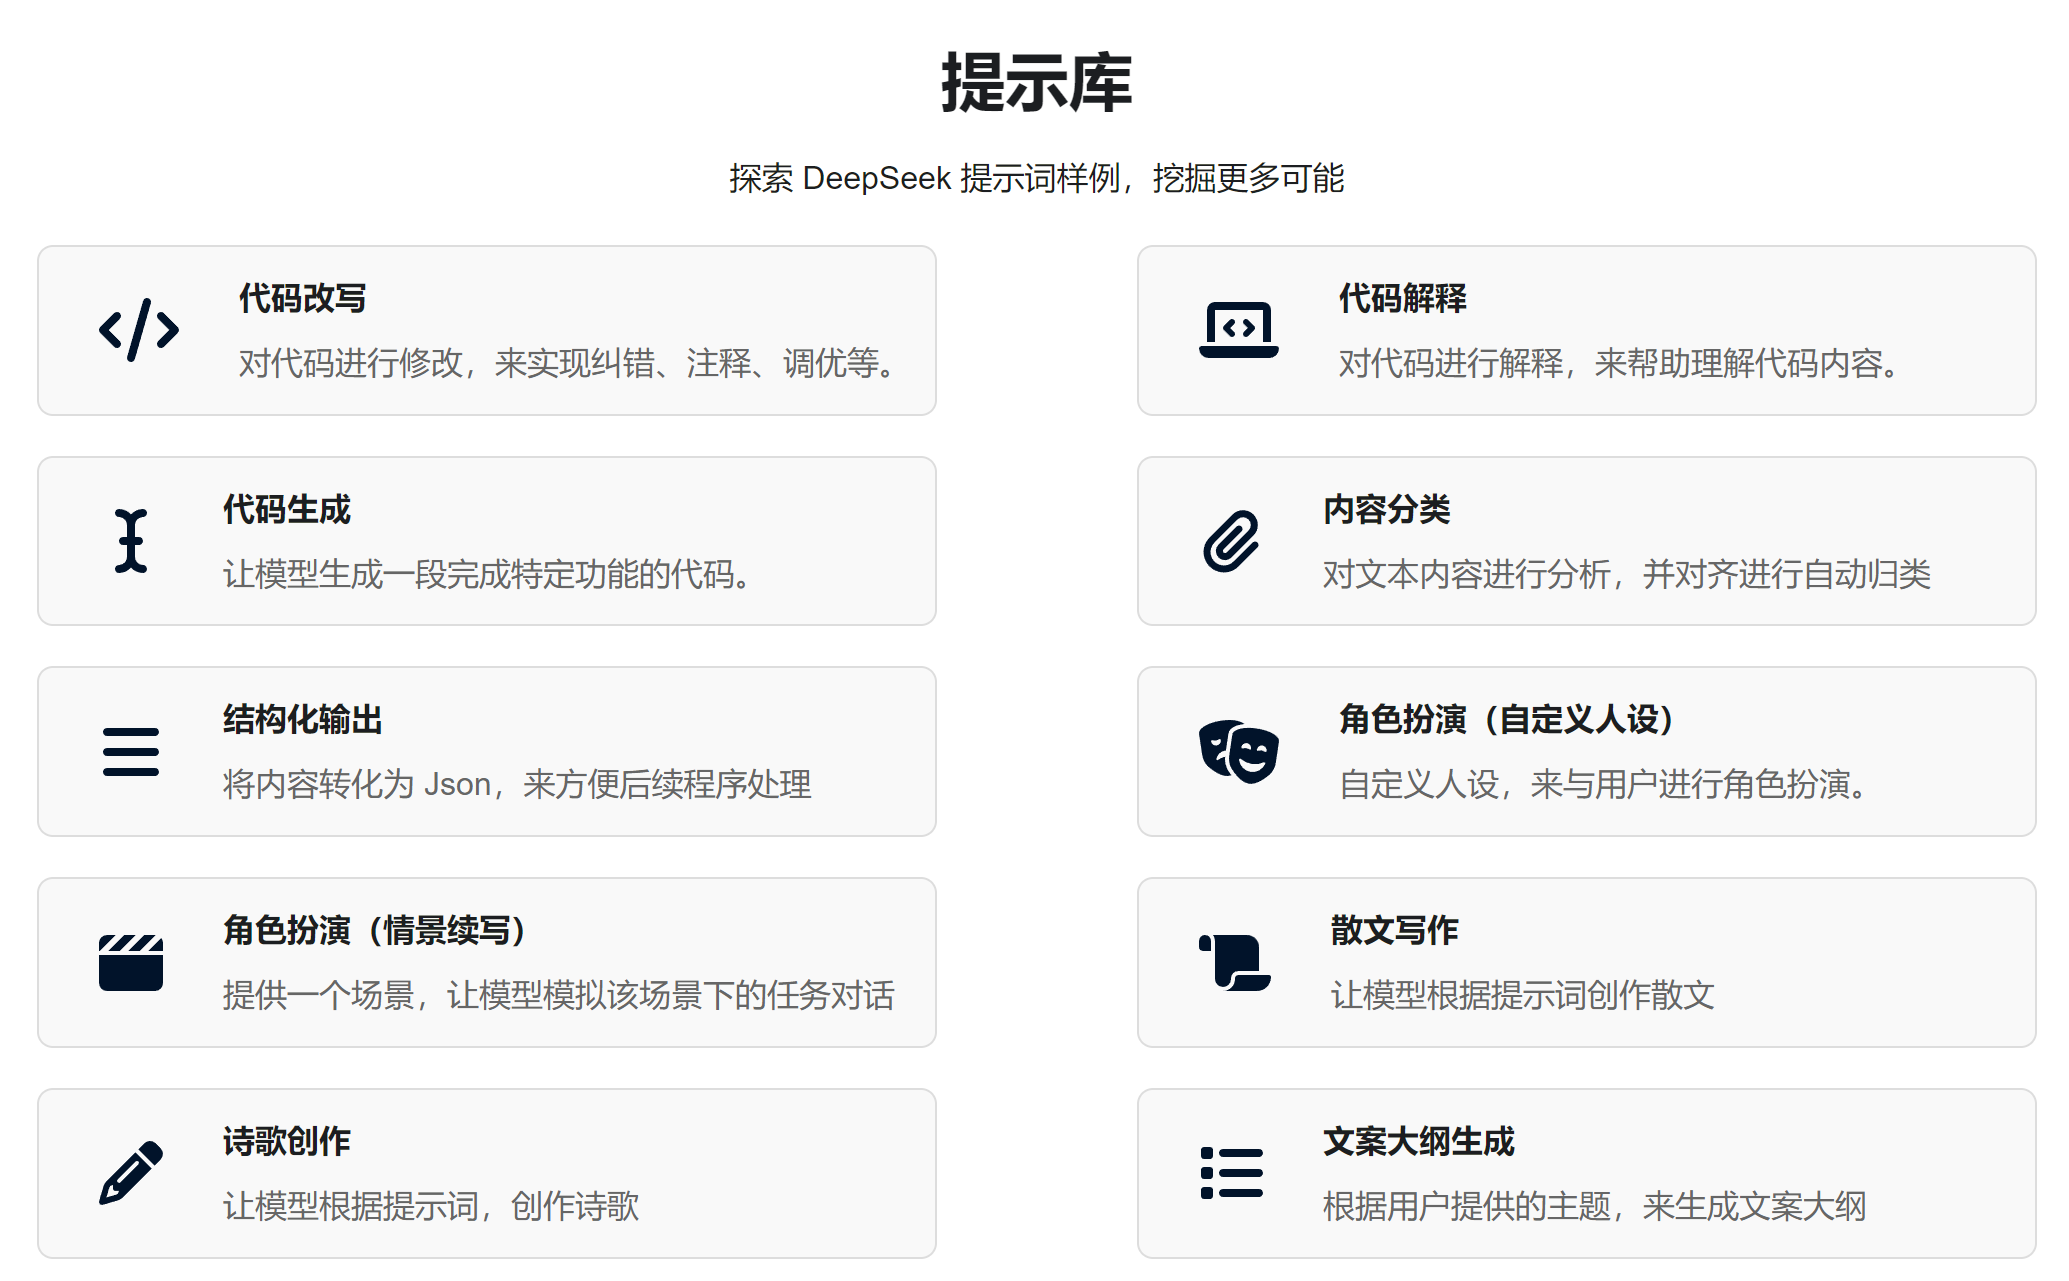 提示库
探索 DeepSeek 提示词样例，挖掘更多可能
代码改写
对代码进行修改，来实现纠错、注释、调优等。
代码解释
对代码进行解释，来帮助理解代码内容。
代码生成
让模型生成一段完成特定功能的代码。
内容分类
对文本内容进行分析，并对齐进行自动归类
结构化输出
将内容转化为 Json，来方便后续程序处理
角色扮演（自定义人设）
自定义人设，来与用户进行角色扮演。
角色扮演（情景续写）
提供一个场景，让模型模拟该场景下的任务对话
散文写作
让模型根据提示词创作散文
诗歌创作
让模型根据提示词，创作诗歌
文案大纲生成
根据用户提供的主题，来生成文案大纲